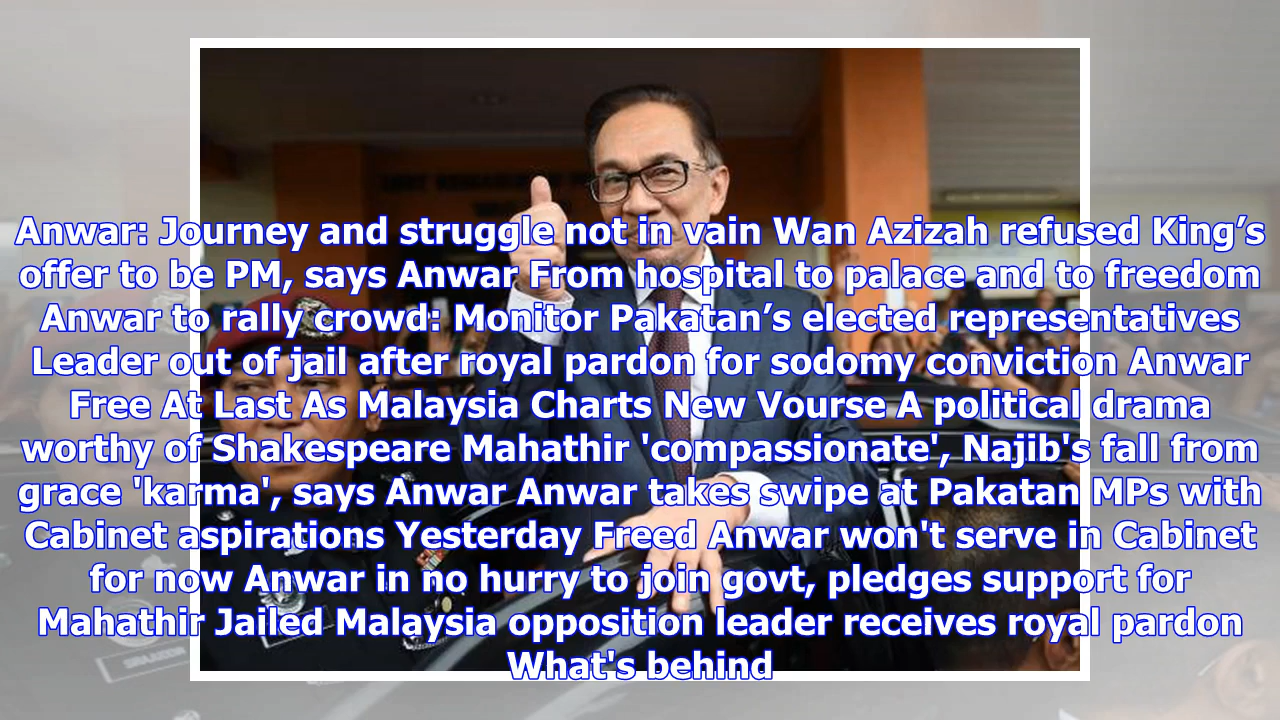 Anwar: Journey and struggle not in vain Wan Azizah refused King’s
offer to be PM, says Anwar From hospital to palace and to freedom
Anwar to rally crowd: Monitor Pakatan’s elected representatives
Leader out of jail after royal pardon for sodomy conviction Anwar
Free At Last As Malaysia Charts New Vourse A political drama
worthy of Shakespeare Mahathir 'compassionate', Najib's fall from
grace 'karma', says Anwar Anwar takes swipe at Pakatan MPs with
Cabinet aspirations Yesterday Freed Anwar won't serve in Cabinet
for now Anwar in no hurry to join govt, pledges support for
Mahathir Jailed Malaysia opposition leader receives royal pardon
What's behind